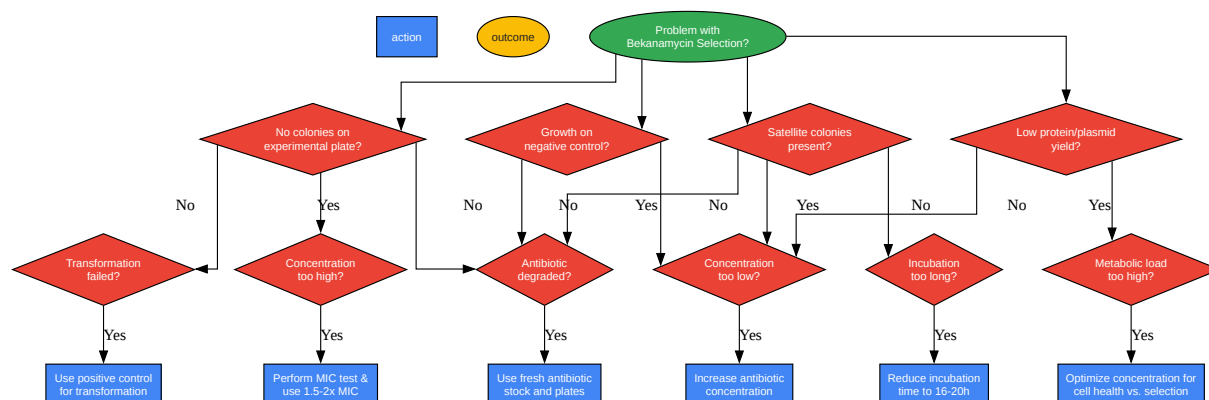 action
outcome
Problem with
Bekanamycin Selection?
No colonies on
experimental plate?
Growth on
negative control?
Satellite colonies
present?
Low protein/plasmid
yield?
No
Yes
No
No
Yes
No
Yes
No
No
Yes
Transformation
failed?
Concentration
too high?
Antibiotic
degraded?
Concentration
too low?
Incubation
too long?
Metabolic load
too high?
Yes
Yes
Yes
Yes
Yes
Yes
Use positive control
for transformation
Perform MIC test &
use 1.5-2x MIC
Use fresh antibiotic
stock and plates
Increase antibiotic
concentration
Reduce incubation
time to 16-20h
Optimize concentration for
cell health vs. selection